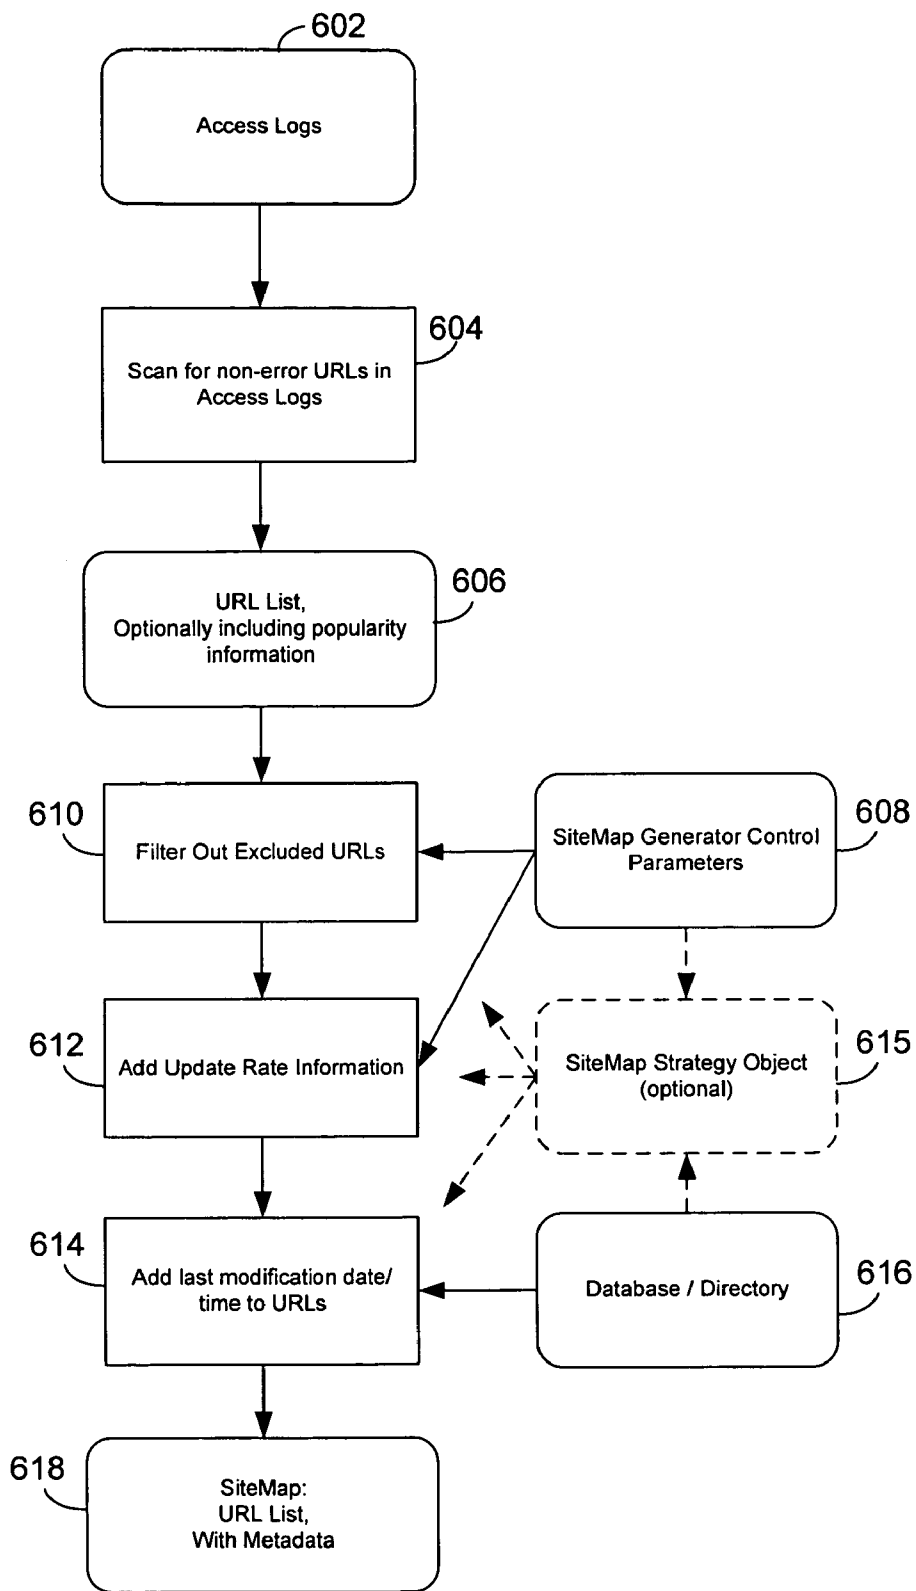 602
Access Logs
604
Scan for non-error URLs in
Access Logs
606
URL List,
Optionally including popularity
information
610
Filter Out Excluded URLs
608
SiteMap Generator Control
Parameters
612
Add Update Rate Information
615
SiteMap Strategy Object
(optional)
614
Add last modification date/
time to URLs
616
Database / Directory
618
SiteMap:
URL List,
With Metadata